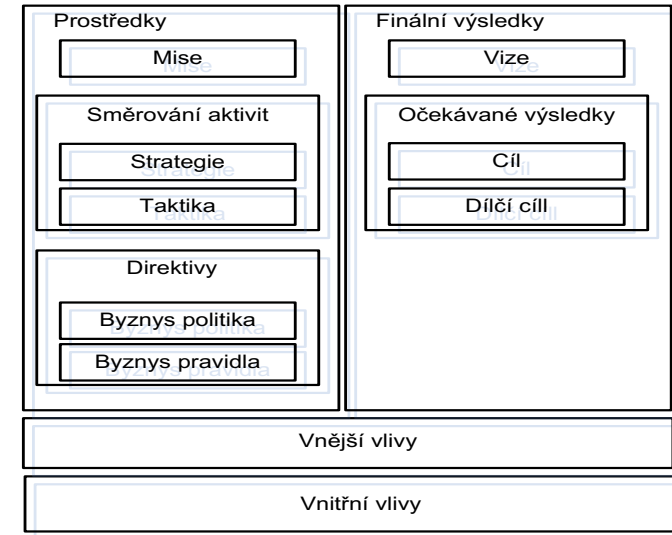 Prostředky
Mise
Směrování aktivit
Strategie
Taktika
Direktivy
Byznys politika
Byznys pravidla
Finální výsledky
Vize
Očekávané výsledky
Cíl
Dílčí cíll
Vnější vlivy
Vnitřní vlivy